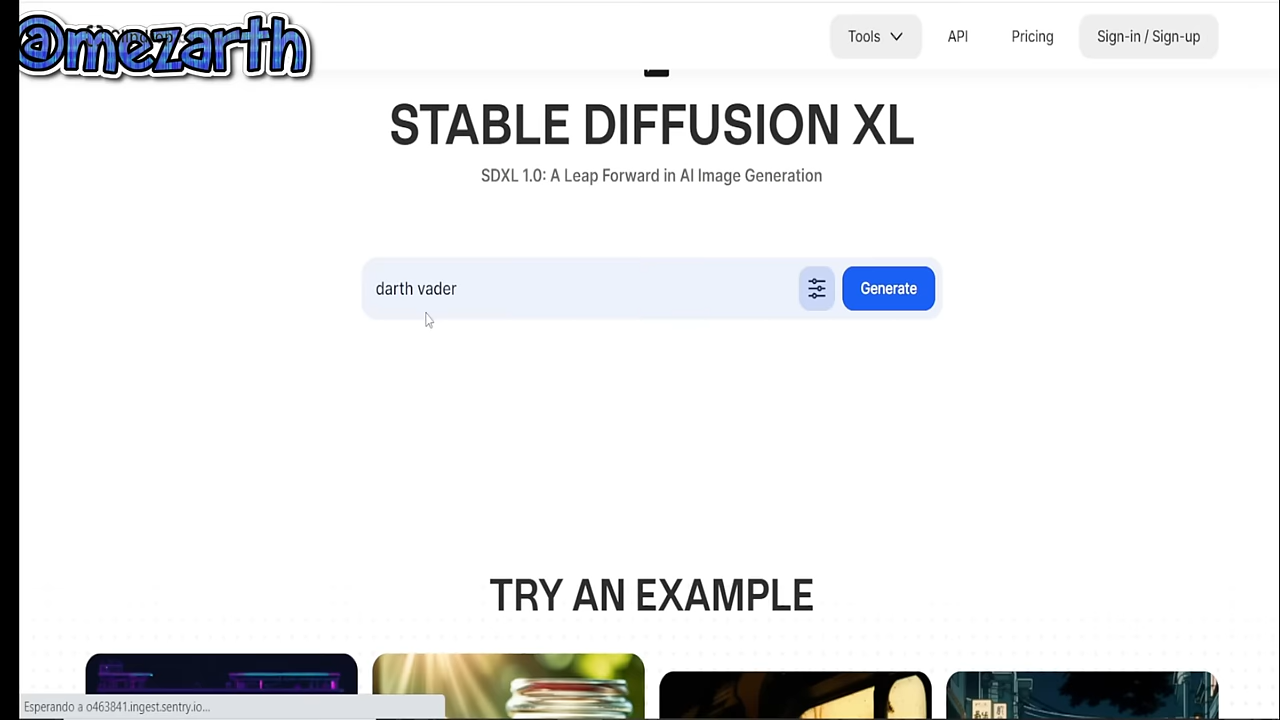 @mezarth
Tools
API
Pricing
Sign-in / Sign-up
STABLE DIFFUSION XL
SDXL 1.0: A Leap Forward in AI Image Generation
darth vader
Generate
TRY AN EXAMPLE
Esperando a o463841.ingest.sentry.io...